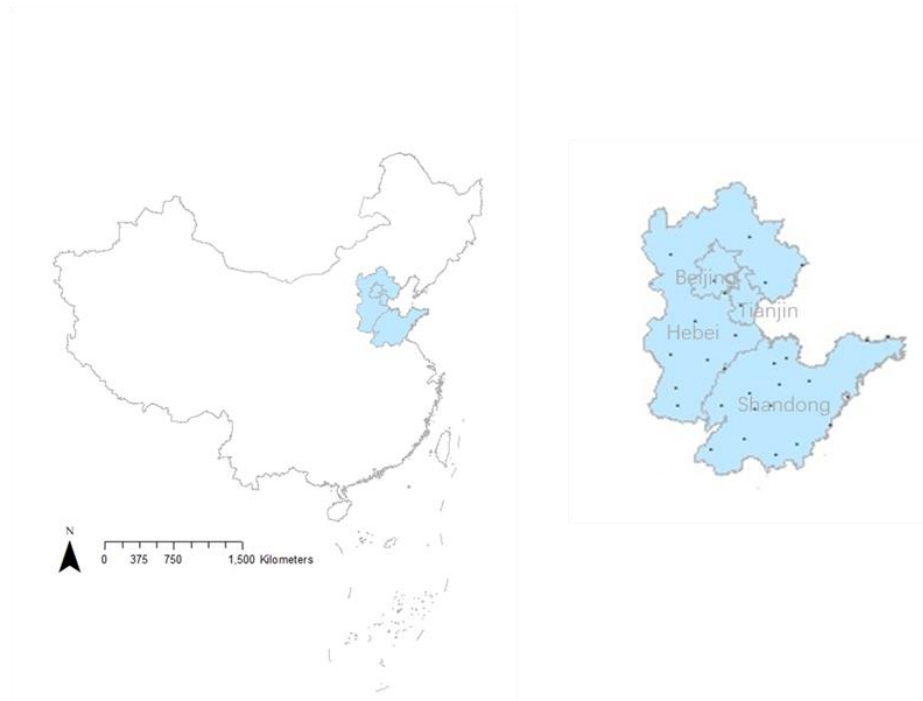 N
0 375 750 1,500 Kilometers
Beijing
Tianjin
Hebei
Shandong